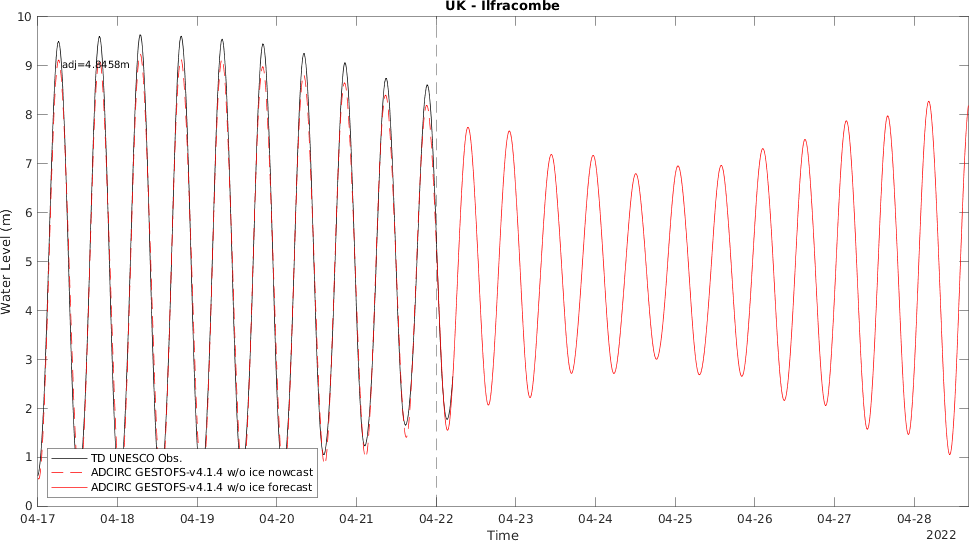 UK - Ilfracombe
10
9
8
7
6
5
4
3
2
1
0
Water Level (m)
adj=4.8458m
TD UNESCO Obs.
ADCIRC GESTOFS-v4.1.4 w/o ice nowcast
ADCIRC GESTOFS-v4.1.4 w/o ice forecast
04-17 04-18 04-19 04-20 04-21 04-22 04-23 04-24 04-25 04-26 04-27 04-28
Time
2022